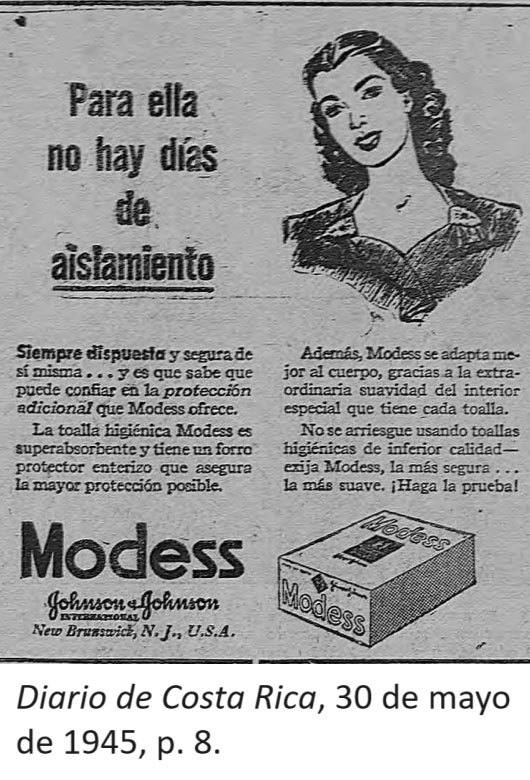 Para ella
no hay días
de
aislamiento
Siempre dispuesta y segura de
sí misma . . . y es que sabe que
puede confiar en la protección
adicional que Modess ofrece.
La toalla higiénica Modess es
superabsorbente y tiene un forro
protector enterizo que asegura
la mayor protección posible.
Además, Modess se adapta me-
jor al cuerpo, gracias a la extra-
ordinaria suavidad del interior
especial que tiene cada toalla.
No se arriesgue usando toallas
higiénicas de inferior calidad—
exija Modess, la más segura . . .
la más suave. ¡Haga la prueba!
Modess
Johnson & Johnson
INTERNATIONAL
New Brunswick, N. J., U.S.A.
Modess
Modess
Diario de Costa Rica, 30 de mayo
de 1945, p. 8.